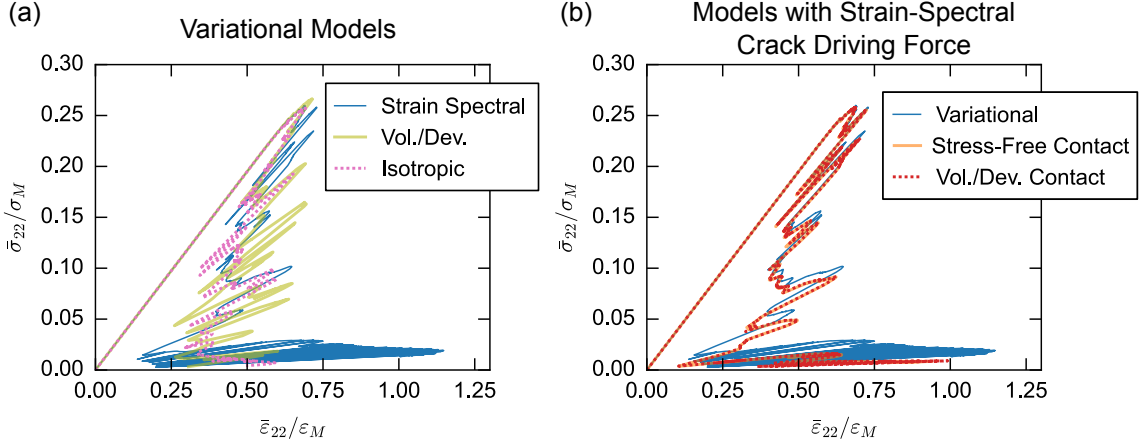 (a)
Variational Models
0.30
0.25
0.20
0.15
0.10
0.05
0.00
0.00 0.25 0.50 0.75 1.00 1.25
σ̄₂₂/σ_M
ε̄₂₂/ε_M
Strain Spectral
Vol./Dev.
Isotropic
(b)
Models with Strain-Spectral
Crack Driving Force
0.30
0.25
0.20
0.15
0.10
0.05
0.00
0.00 0.25 0.50 0.75 1.00 1.25
σ̄₂₂/σ_M
ε̄₂₂/ε_M
Variational
Stress-Free Contact
Vol./Dev. Contact